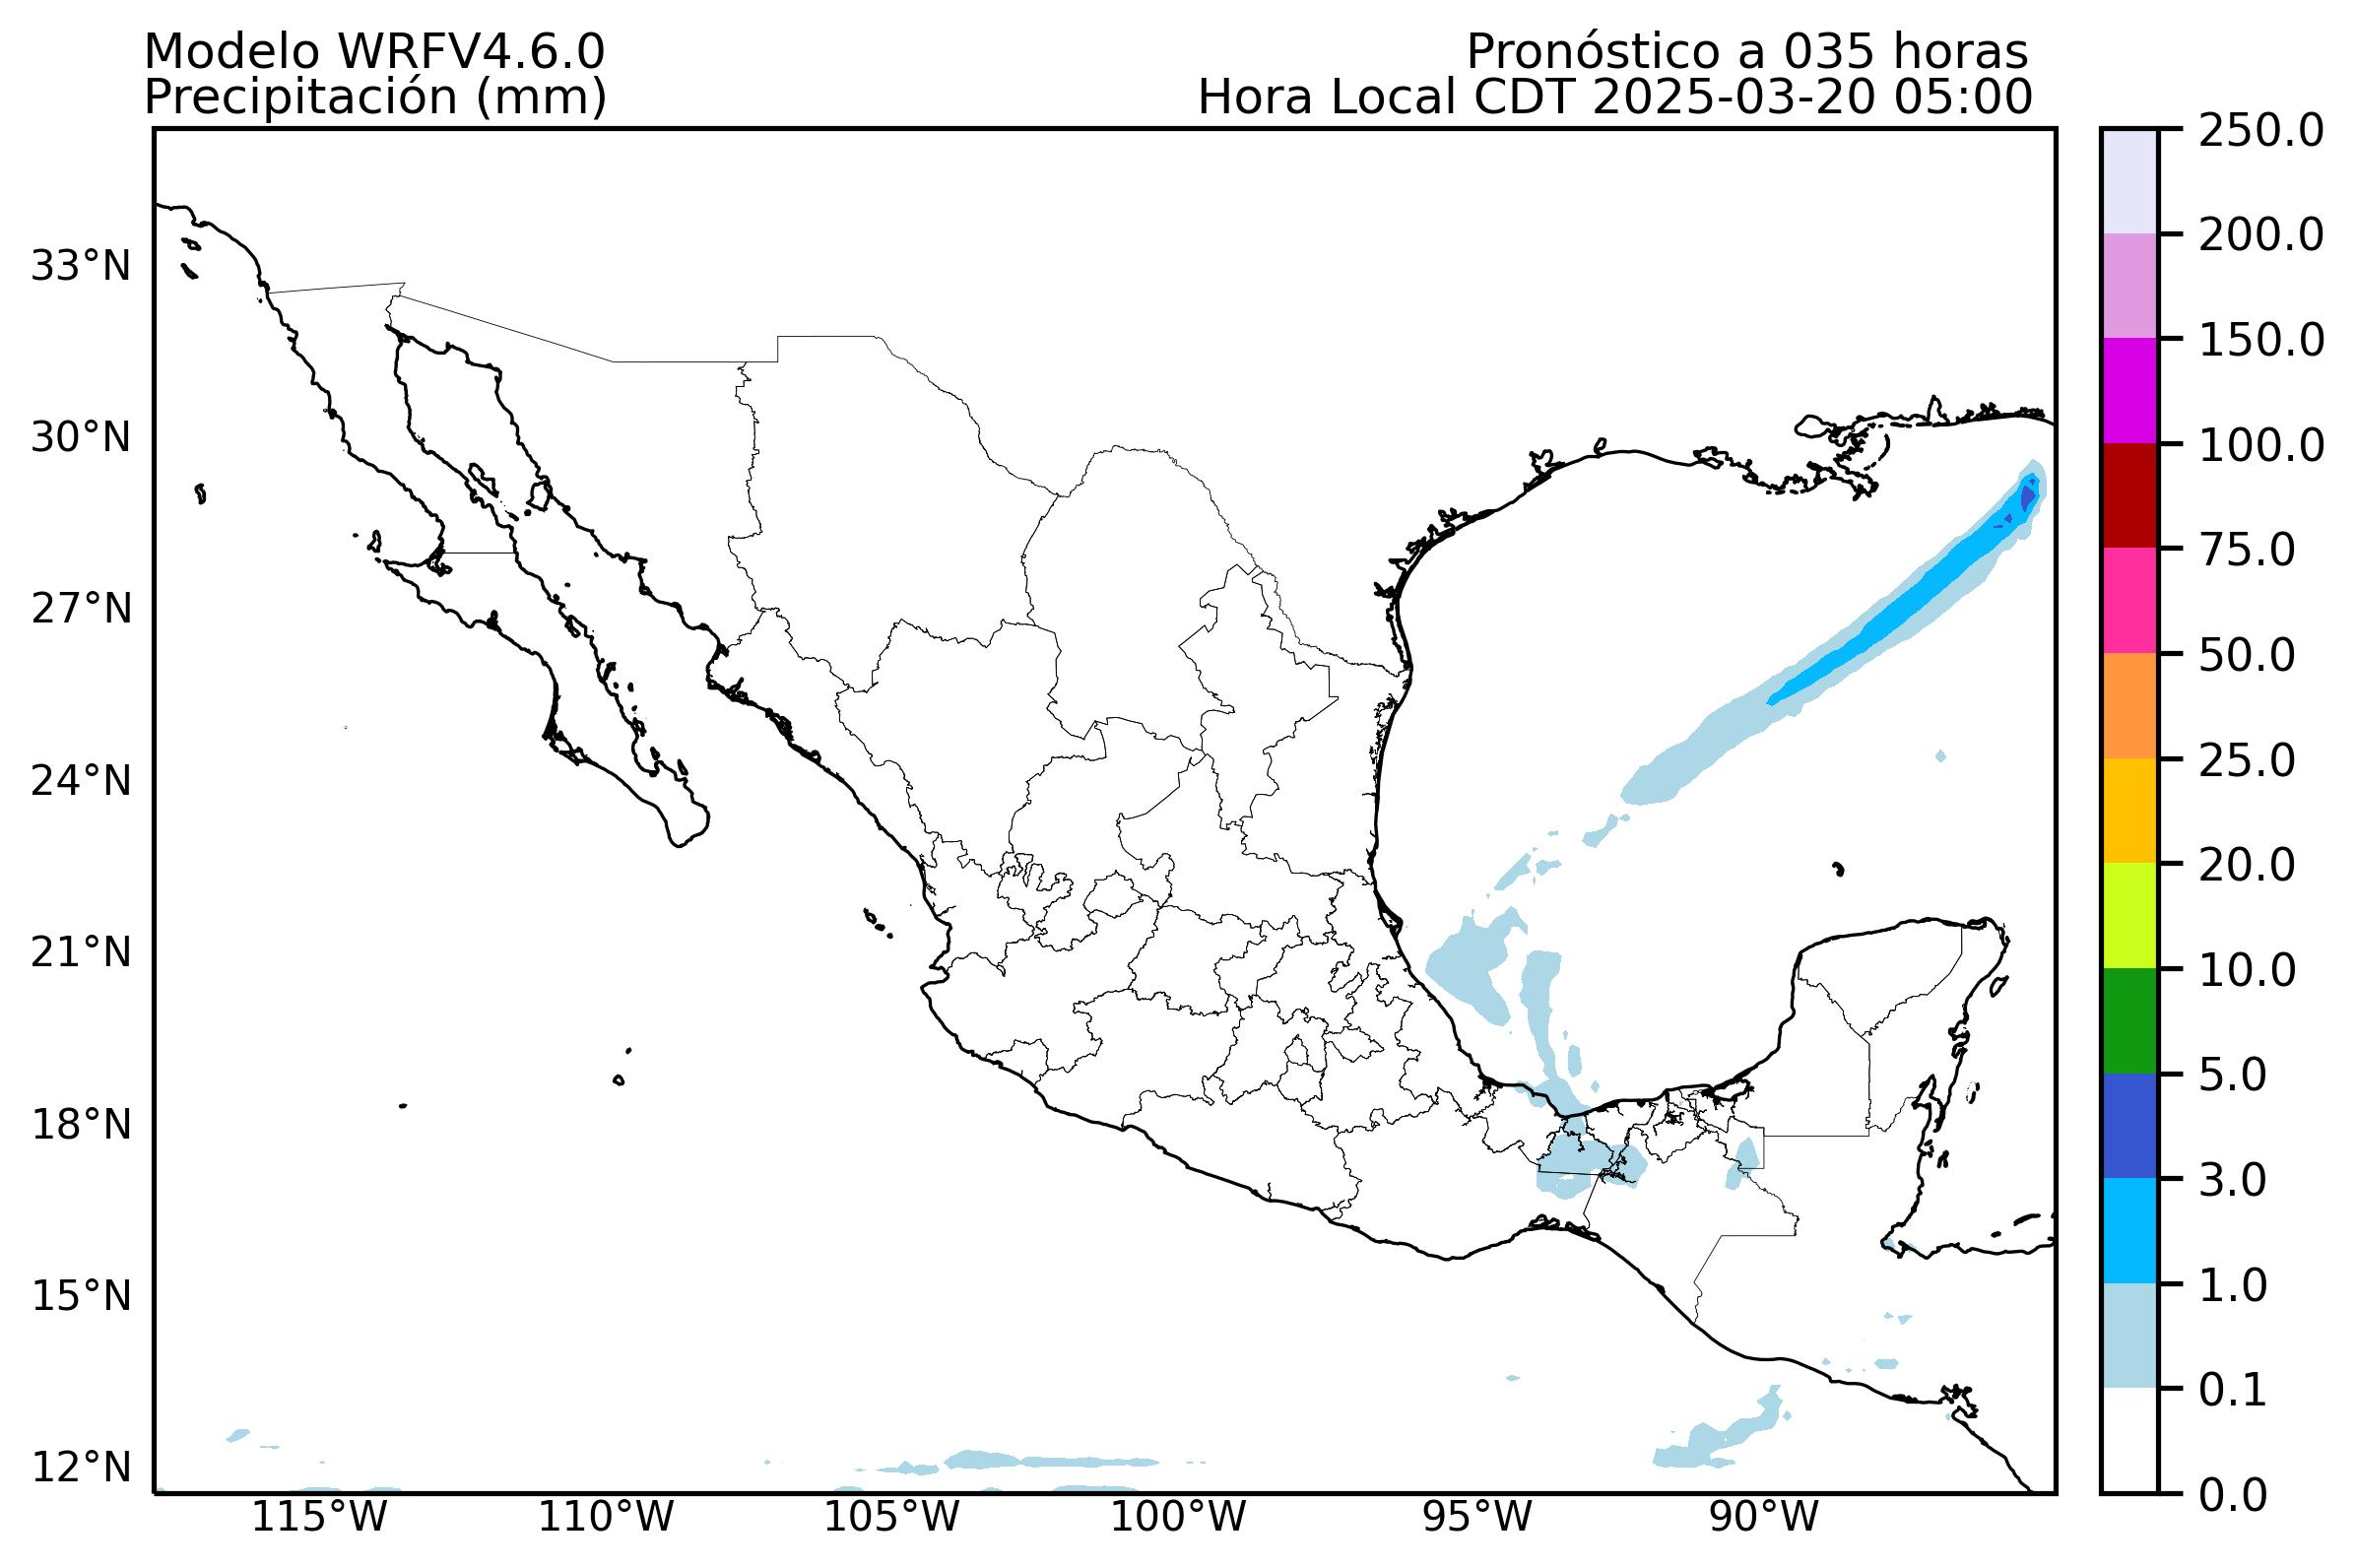 Modelo WRFV4.6.0
Precipitación (mm)
Pronóstico a 035 horas
Hora Local CDT 2025-03-20 05:00
33°N
30°N
27°N
24°N
21°N
18°N
15°N
12°N
115°W
110°W
105°W
100°W
95°W
90°W
250.0
200.0
150.0
100.0
75.0
50.0
25.0
20.0
10.0
5.0
3.0
1.0
0.1
0.0